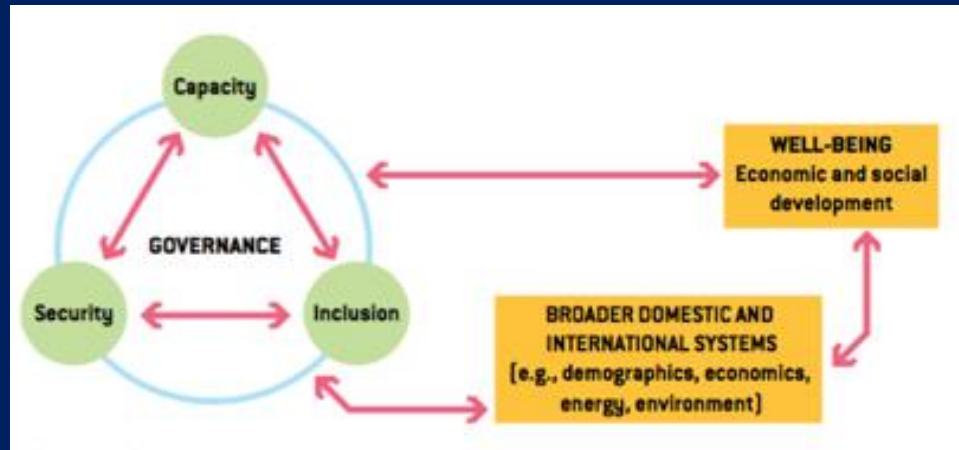 Capacity
GOVERNANCE
Security
Inclusion
WELL-BEING
Economic and social
development
BROADER DOMESTIC AND
INTERNATIONAL SYSTEMS
(e.g., demographics, economics,
energy, environment)